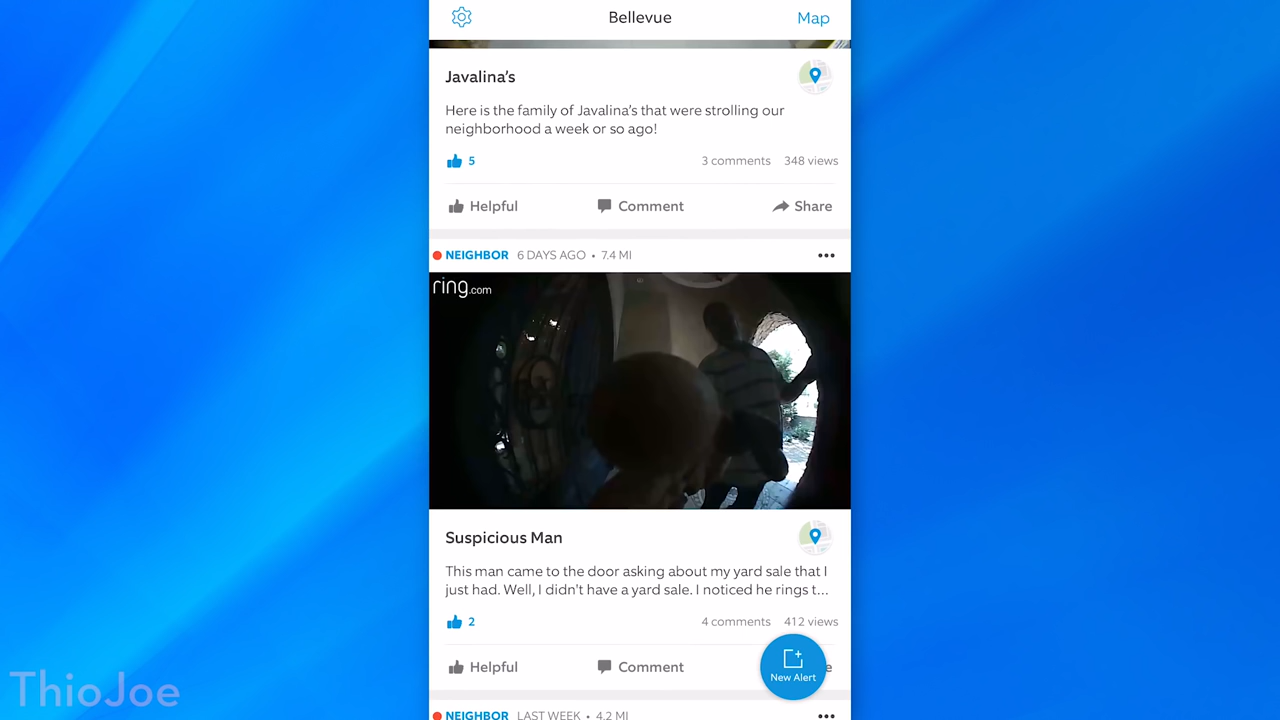 Bellevue
Map
Javalina's
Here is the family of Javalina's that were strolling our
neighborhood a week or so ago!
5
3 comments
348 views
Helpful
Comment
Share
NEIGHBOR 6 DAYS AGO • 7.4 MI
ring.com
Suspicious Man
This man came to the door asking about my yard sale that I
just had. Well, I didn't have a yard sale. I noticed he rings t...
2
4 comments
412 views
Helpful
Comment
New Alert
NEIGHBOR LAST WEEK • 4.2 MI
ThioJoe